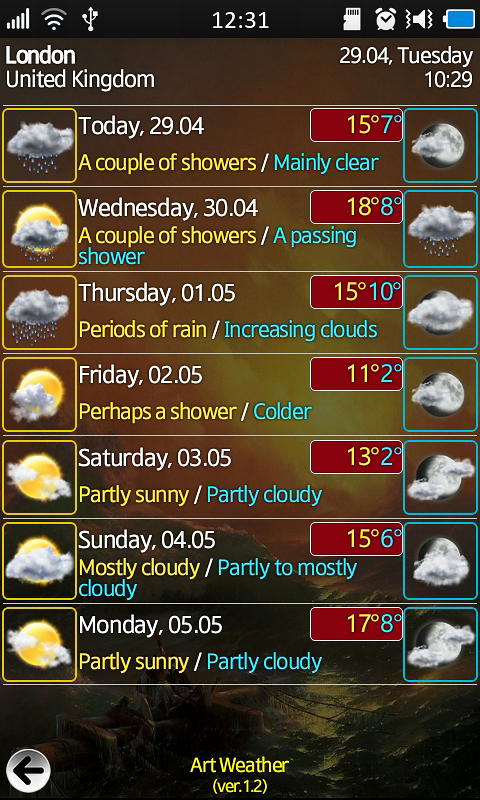 12:31
London 29.04, Tuesday
United Kingdom 10:29
Today, 29.04 15°7°
A couple of showers / Mainly clear
Wednesday, 30.04 18°8°
A couple of showers / A passing
shower
Thursday, 01.05 15°10°
Periods of rain / Increasing clouds
Friday, 02.05 11°2°
Perhaps a shower / Colder
Saturday, 03.05 13°2°
Partly sunny / Partly cloudy
Sunday, 04.05 15°6°
Mostly cloudy / Partly to mostly
cloudy
Monday, 05.05 17°8°
Partly sunny / Partly cloudy
Art Weather
(ver.1.2)